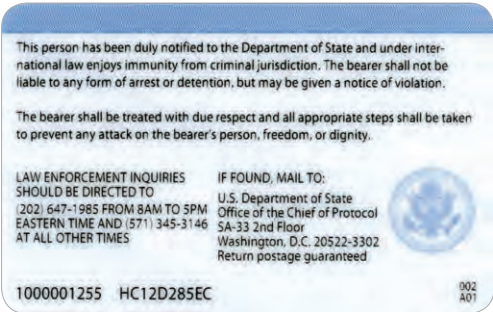 This person has been duly notified to the Department of State and under inter-
national law enjoys immunity from criminal jurisdiction. The bearer shall not be
liable to any form of arrest or detention, but may be given a notice of violation.
The bearer shall be treated with due respect and all appropriate steps shall be taken
to prevent any attack on the bearer's person, freedom, or dignity.
LAW ENFORCEMENT INQUIRIES
SHOULD BE DIRECTED TO
(202) 647-1985 FROM 8AM TO 5PM
EASTERN TIME AND (571) 345-3146
AT ALL OTHER TIMES
IF FOUND, MAIL TO:
U.S. Department of State
Office of the Chief of Protocol
SA-33 2nd Floor
Washington, D.C. 20522-3302
Return postage guaranteed
1000001255 HC12D285EC
002
A01